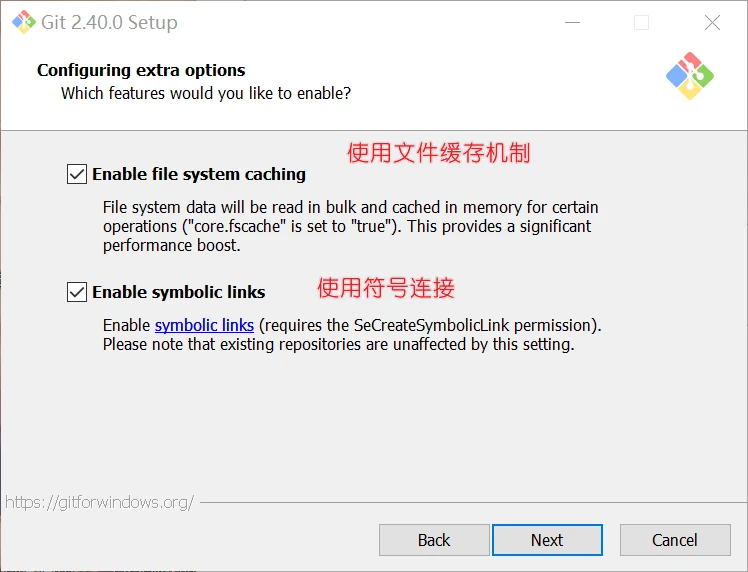 Git 2.40.0 Setup
Configuring extra options
Which features would you like to enable?
使用文件缓存机制
Enable file system caching
File system data will be read in bulk and cached in memory for certain
operations ("core.fscache" is set to "true"). This provides a significant
performance boost.
使用符号连接
Enable symbolic links
Enable symbolic links (requires the SeCreateSymbolicLink permission).
Please note that existing repositories are unaffected by this setting.
https://gitforwindows.org/
Back
Next
Cancel